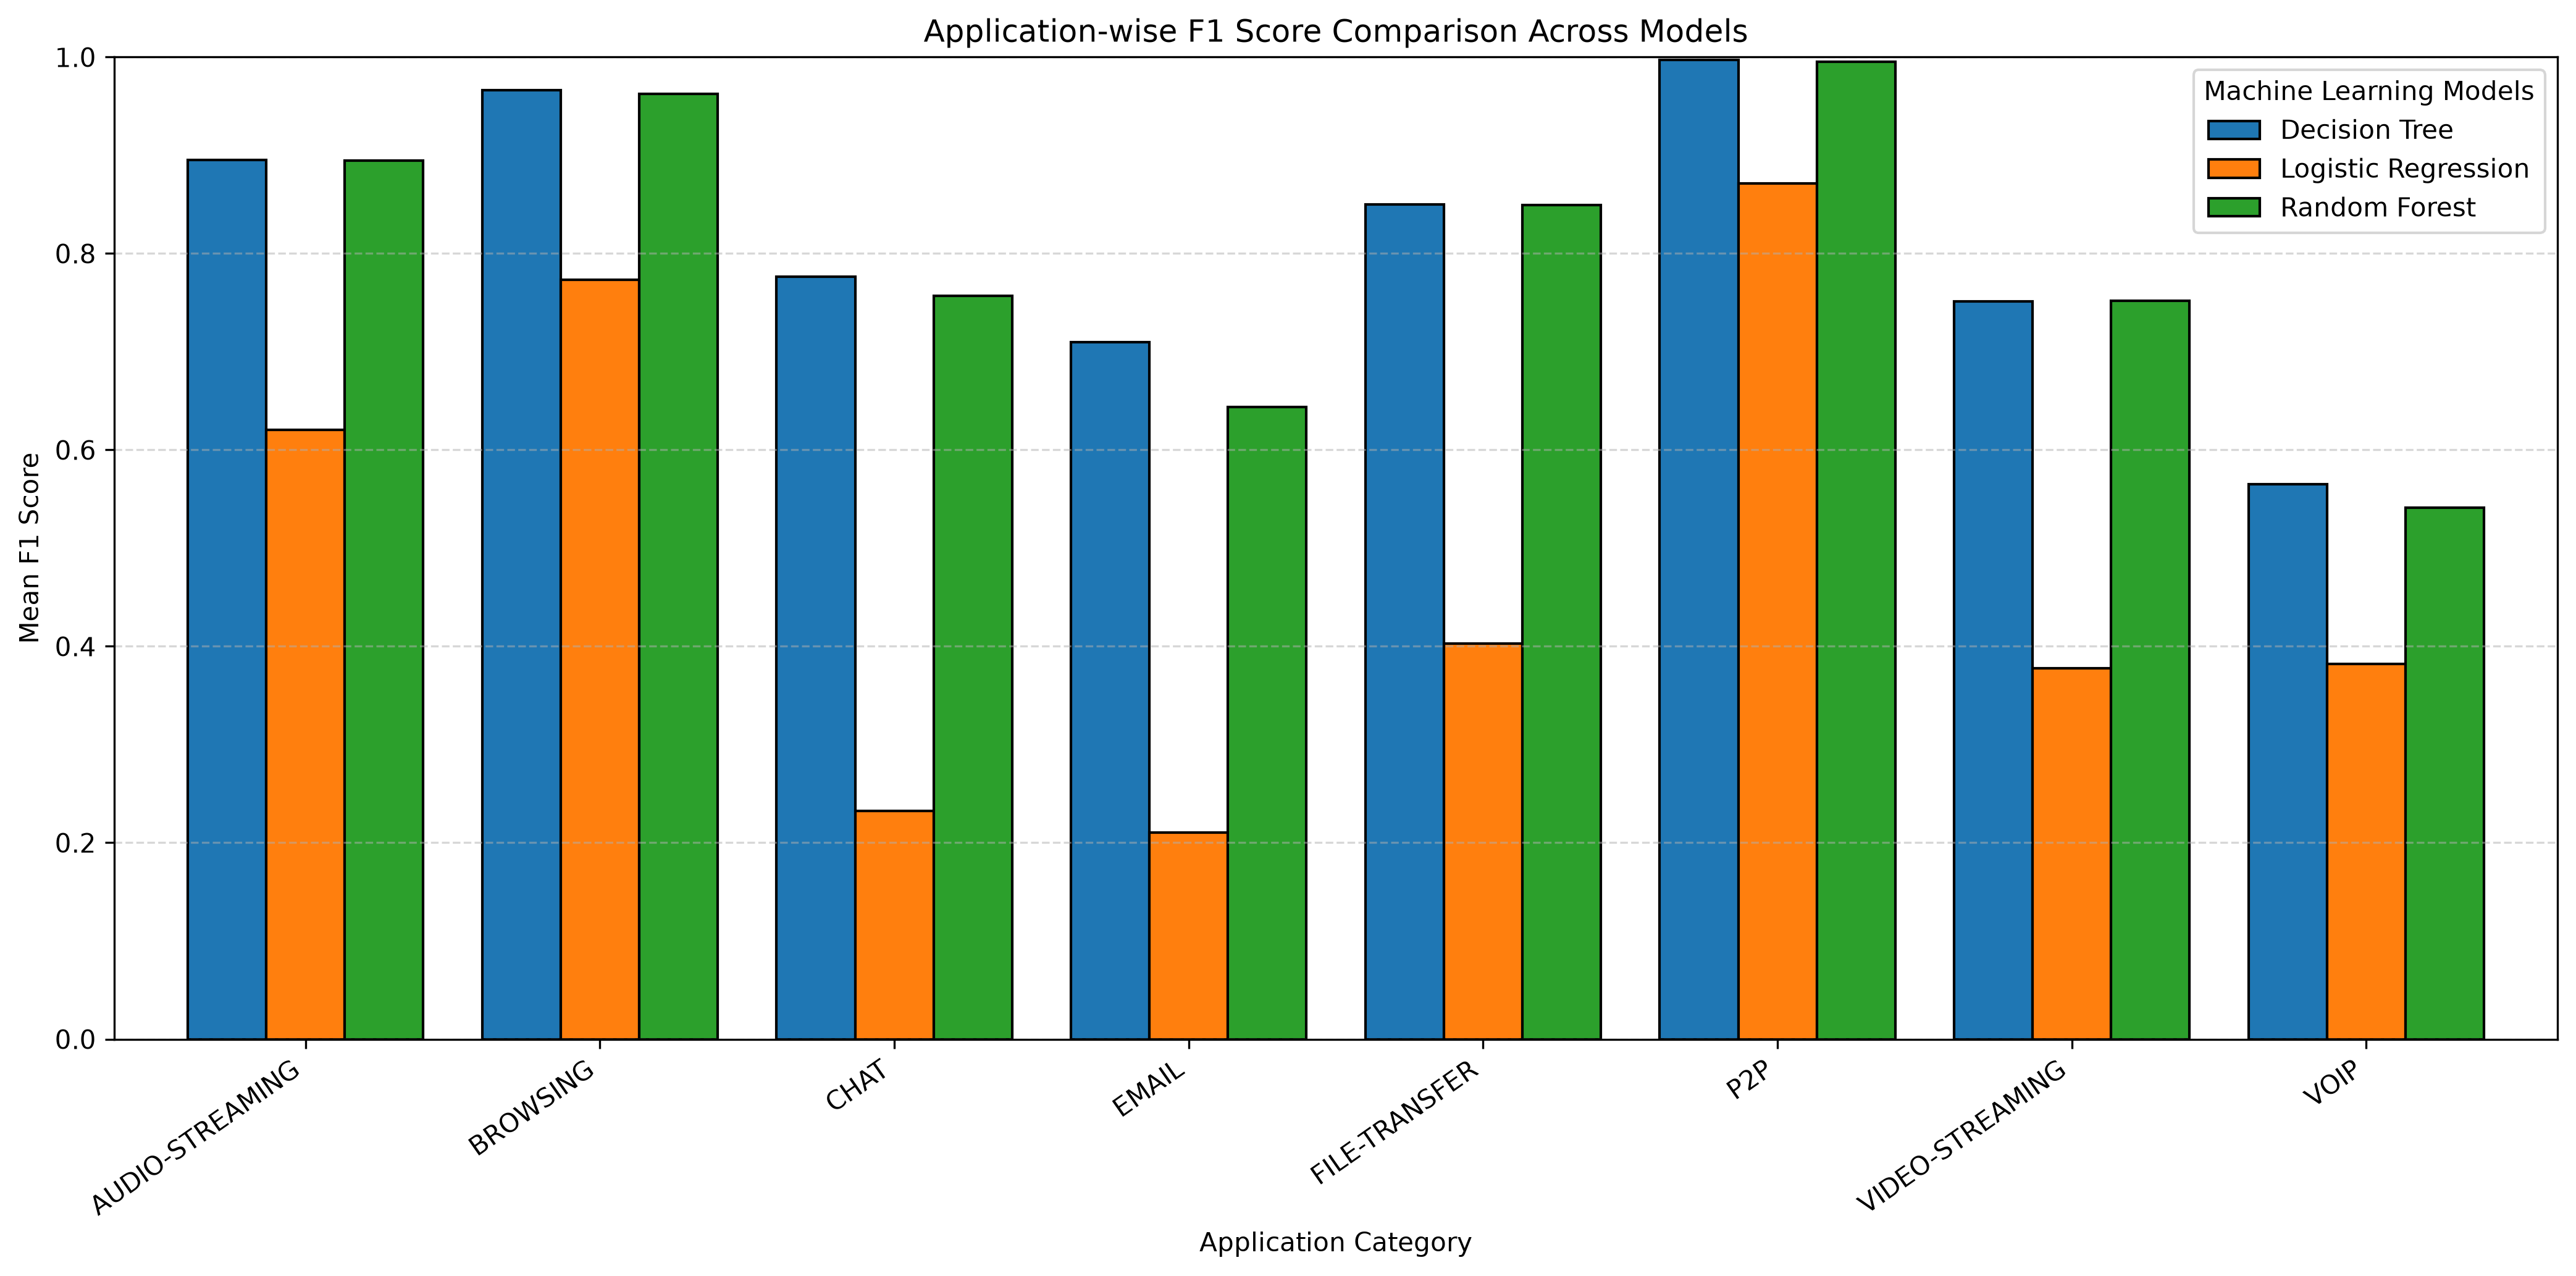 Application-wise F1 Score Comparison Across Models
Mean F1 Score
1.0
0.8
0.6
0.4
0.2
0.0
Machine Learning Models
Decision Tree
Logistic Regression
Random Forest
AUDIO-STREAMING
BROWSING
CHAT
EMAIL
FILE-TRANSFER
P2P
VIDEO-STREAMING
VOIP
Application Category